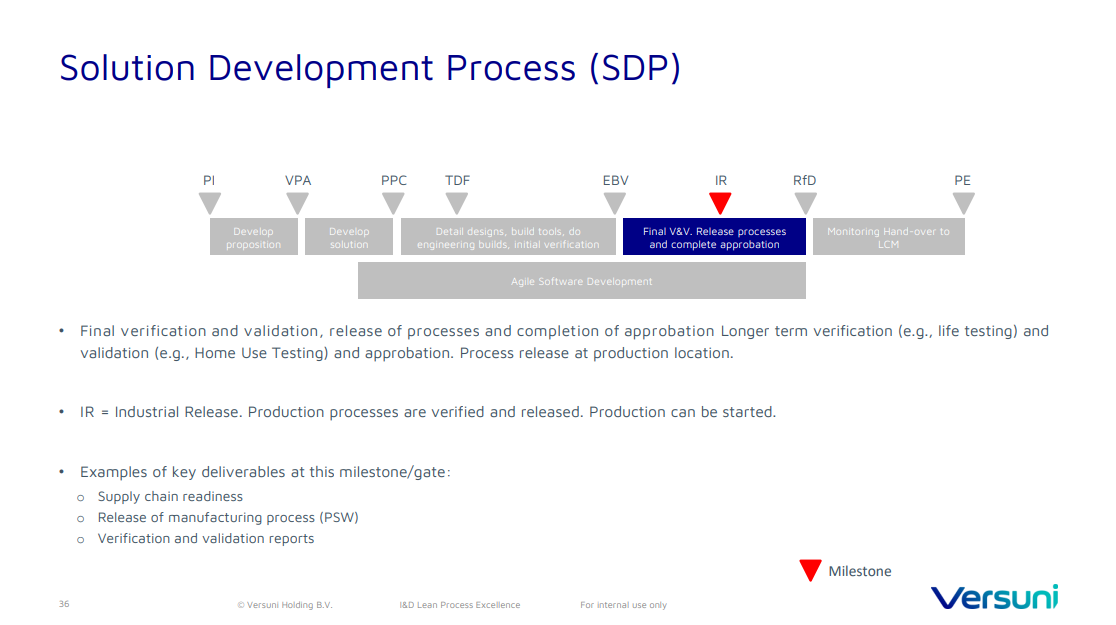 Solution Development Process (SDP)
PI VPA PPC TDF EBV IR RfD PE
Develop
proposition
Develop
solution
Detail designs, build tools, do
engineering builds, initial verification
Final V&V. Release processes
and complete approbation
Monitoring Hand-over to
LCM
Agile Software Development
• Final verification and validation, release of processes and completion of approbation Longer term verification (e.g., life testing) and
validation (e.g., Home Use Testing) and approbation. Process release at production location.
• IR = Industrial Release. Production processes are verified and released. Production can be started.
• Examples of key deliverables at this milestone/gate:
o Supply chain readiness
o Release of manufacturing process (PSW)
o Verification and validation reports
Milestone
36 © Versuni Holding B.V. I&D Lean Process Excellence For internal use only
Versuni